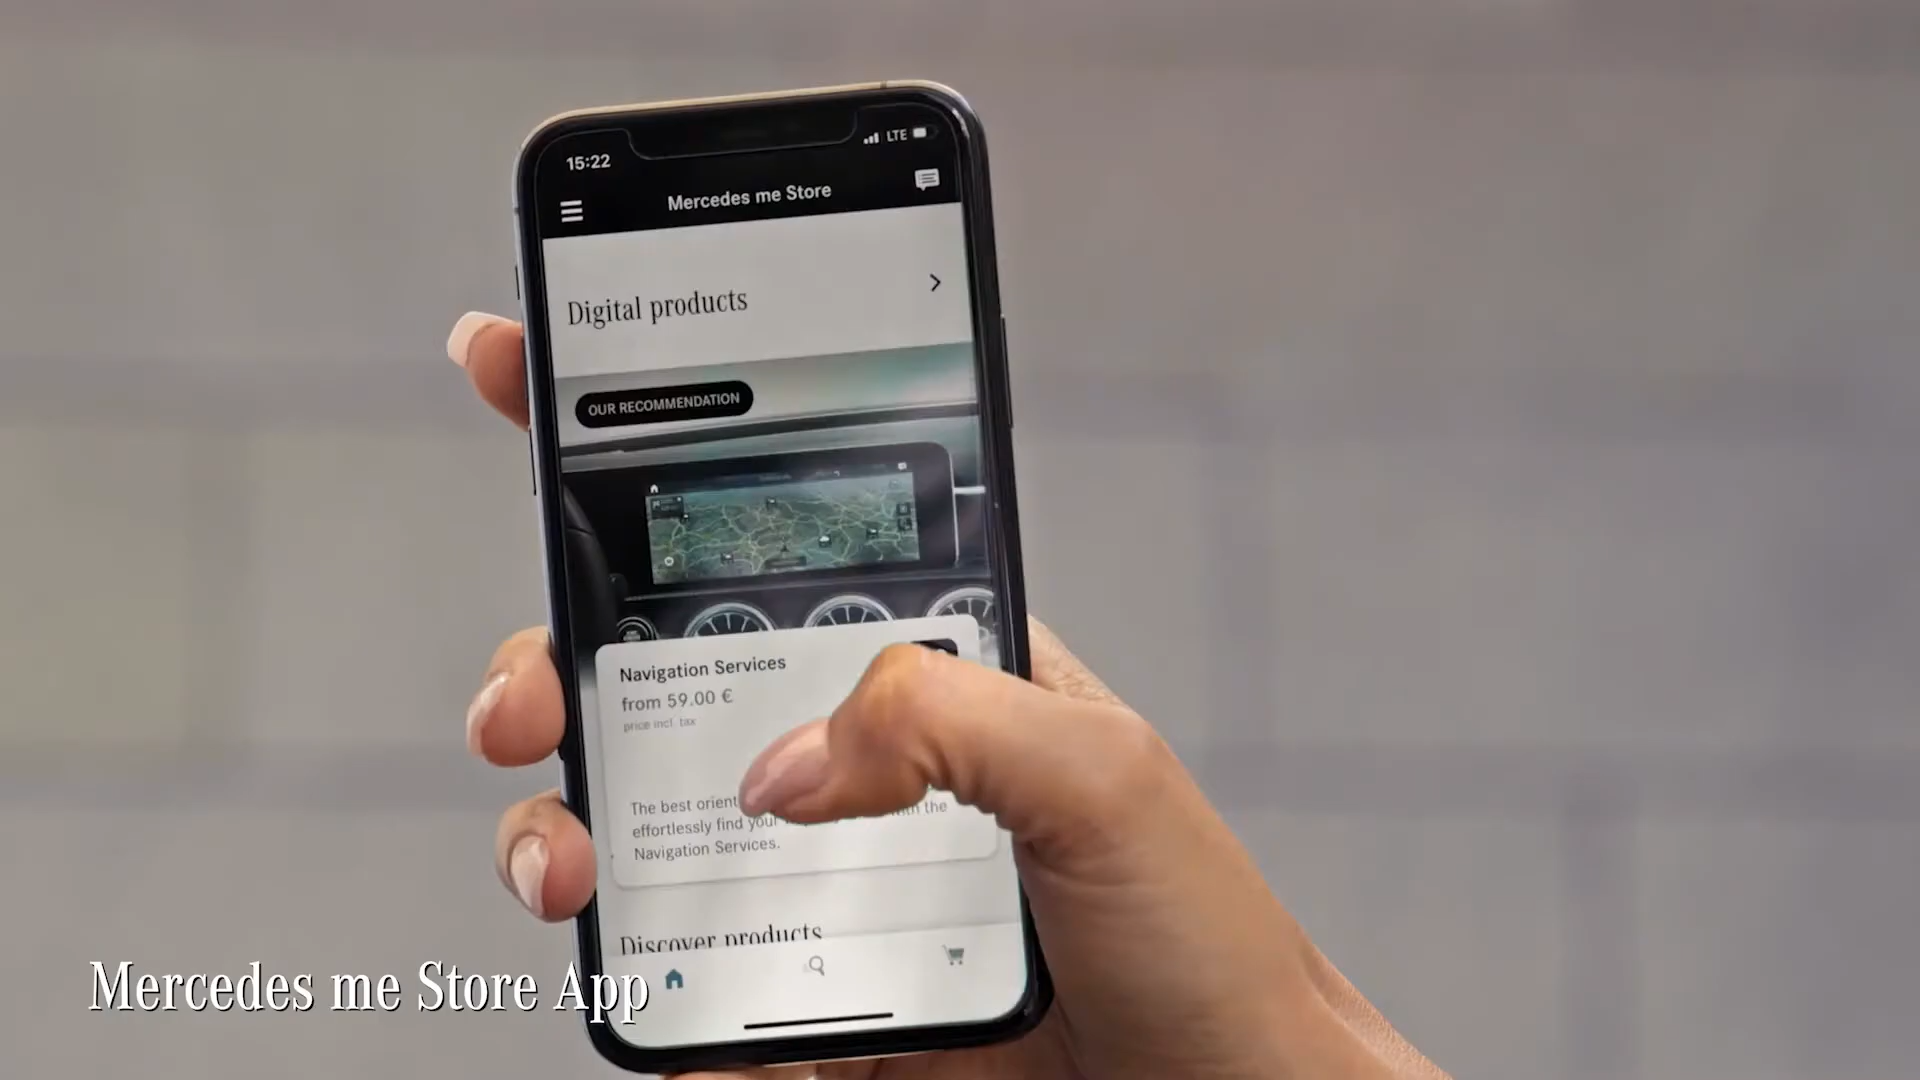 15:22
LTE
Mercedes me Store
Digital products
OUR RECOMMENDATION
Navigation Services
from 59.00 €
price incl. tax
The best orient
effortlessly find your with the
Navigation Services.
Discover products
Mercedes me Store App